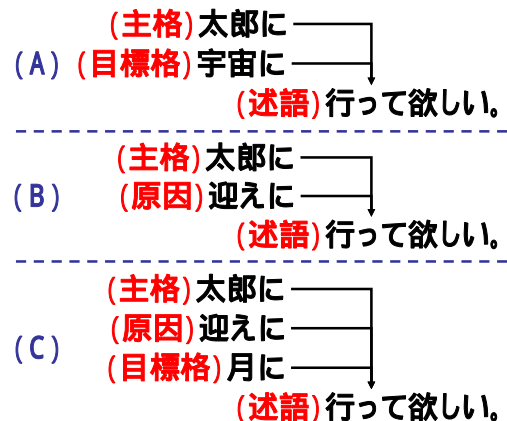 (主格)太郎に
(A) (目標格)宇宙に
(述語)行って欲しい。
(主格)太郎に
(B) (原因)迎えに
(述語)行って欲しい。
(主格)太郎に
(C) (原因)迎えに
(目標格)月に
(述語)行って欲しい。